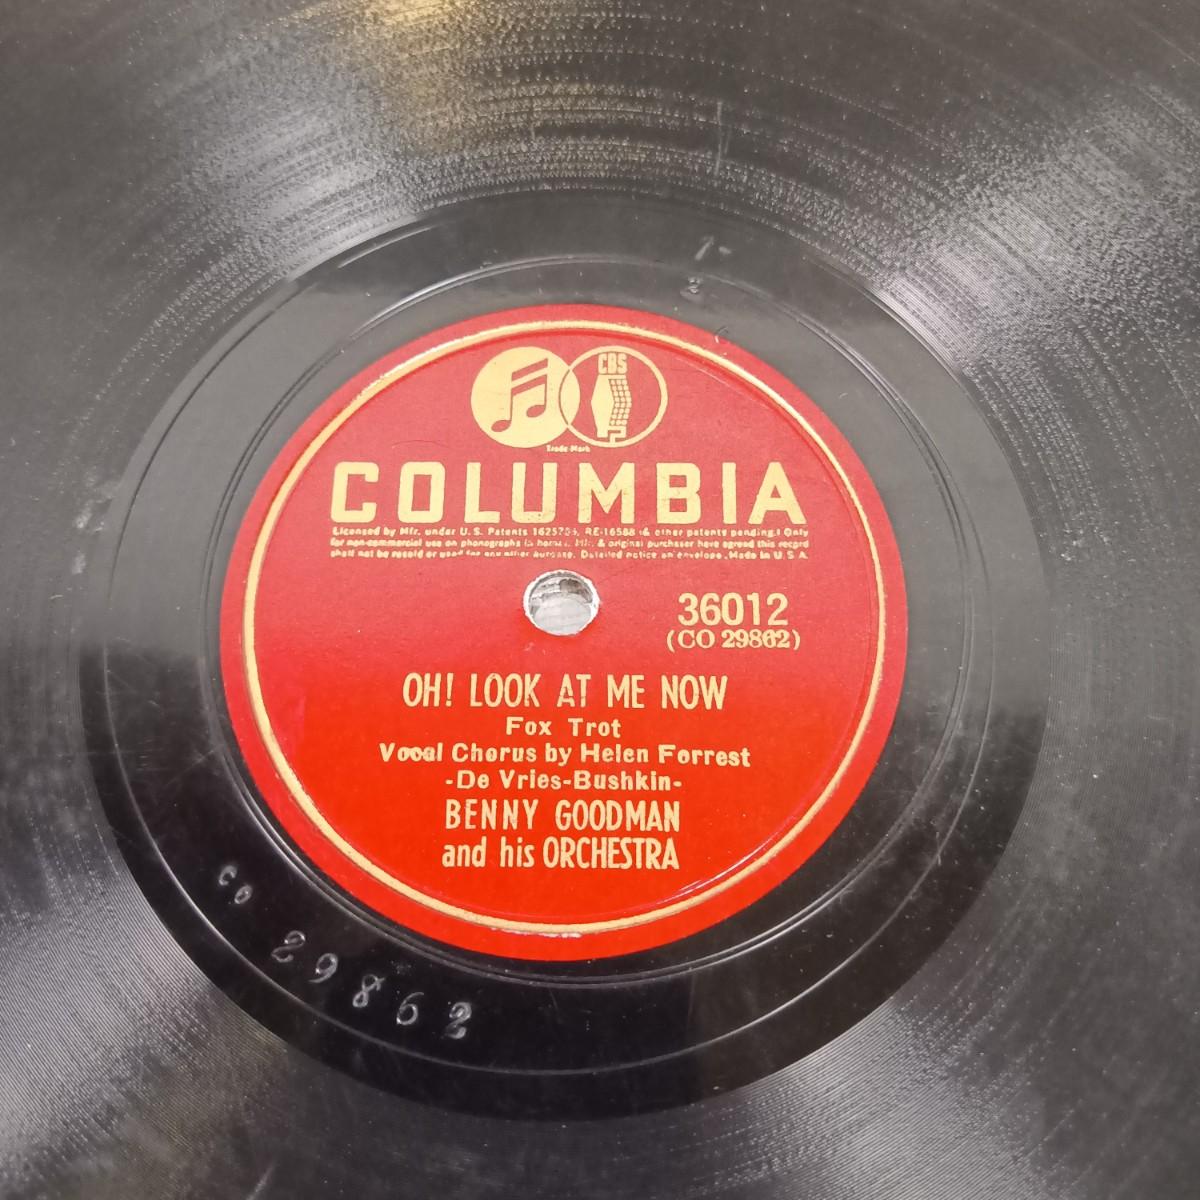 CBS
Trade Mark
COLUMBIA
Licensed by Mfr. under U.S. Patents RE-16588 & other patents pending.) Only
for non-commercial use on phonographs in homes. Mfr. & original purchaser have agreed this record
shall not be resold or used for any other purpose. Detailed notice on envelope. Made in U.S.A.
36012
(CO 29862)
OH! LOOK AT ME NOW
Fox Trot
Vocal Chorus by Helen Forrest
-De Vries-Bushkin-
BENNY GOODMAN
and his ORCHESTRA
CO 29862